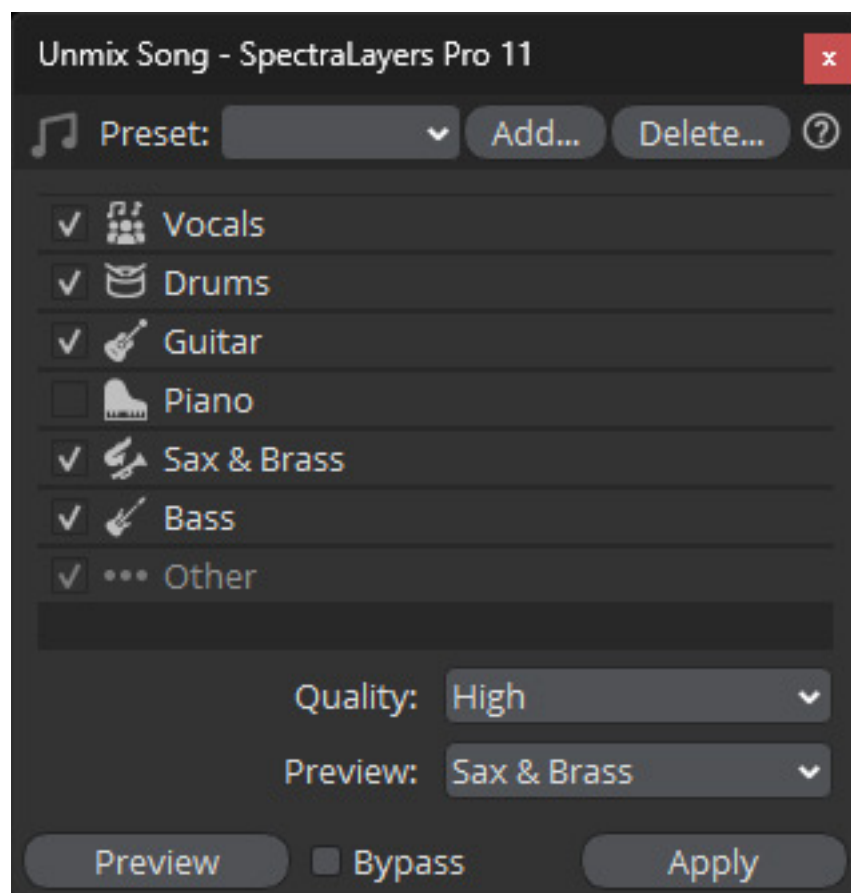 Unmix Song - SpectraLayers Pro 11
x
Preset: Add... Delete... ?
Vocals
Drums
Guitar
Piano
Sax & Brass
Bass
Other
Quality: High
Preview: Sax & Brass
Preview Bypass Apply